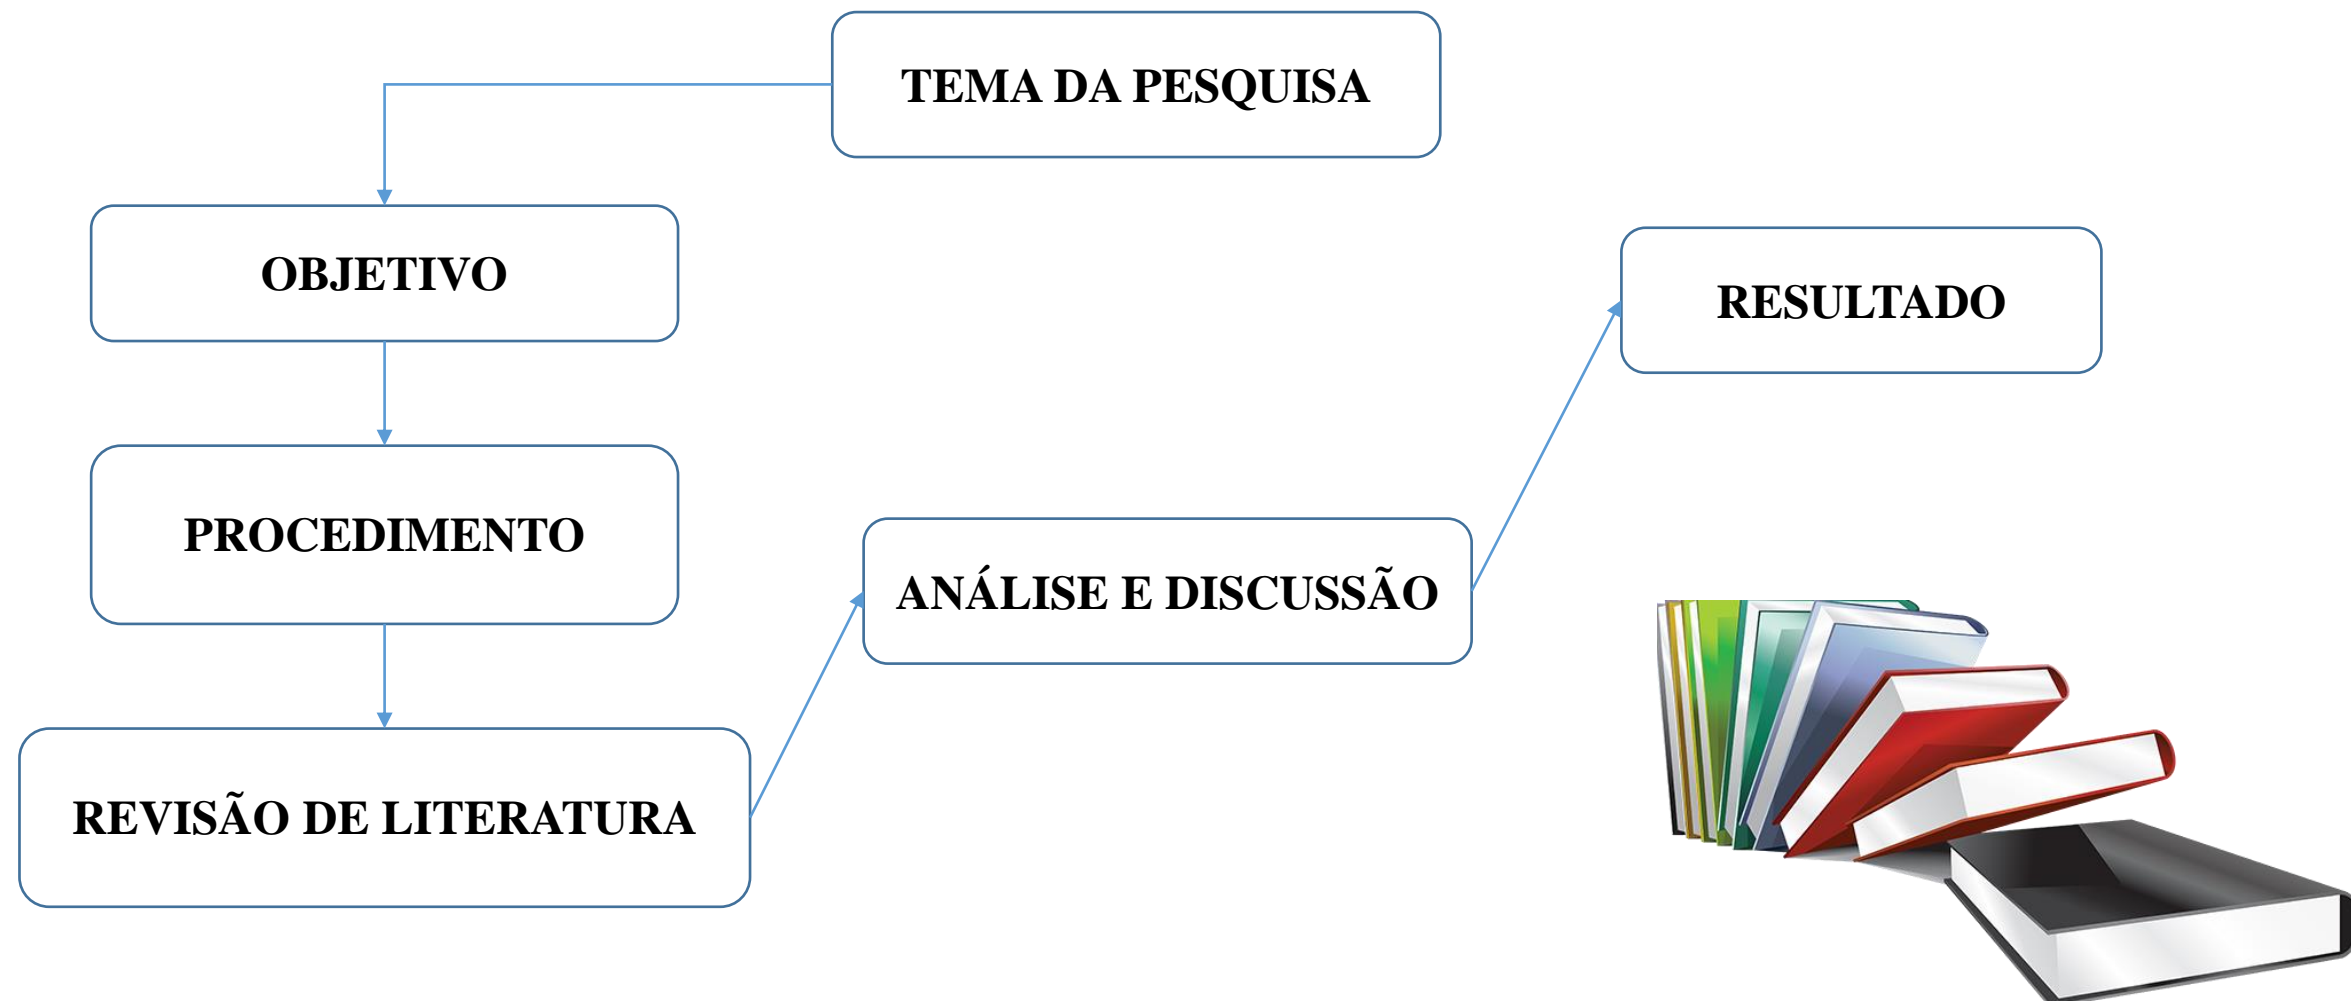 TEMA DA PESQUISA
OBJETIVO
PROCEDIMENTO
REVISÃO DE LITERATURA
ANÁLISE E DISCUSSÃO
RESULTADO